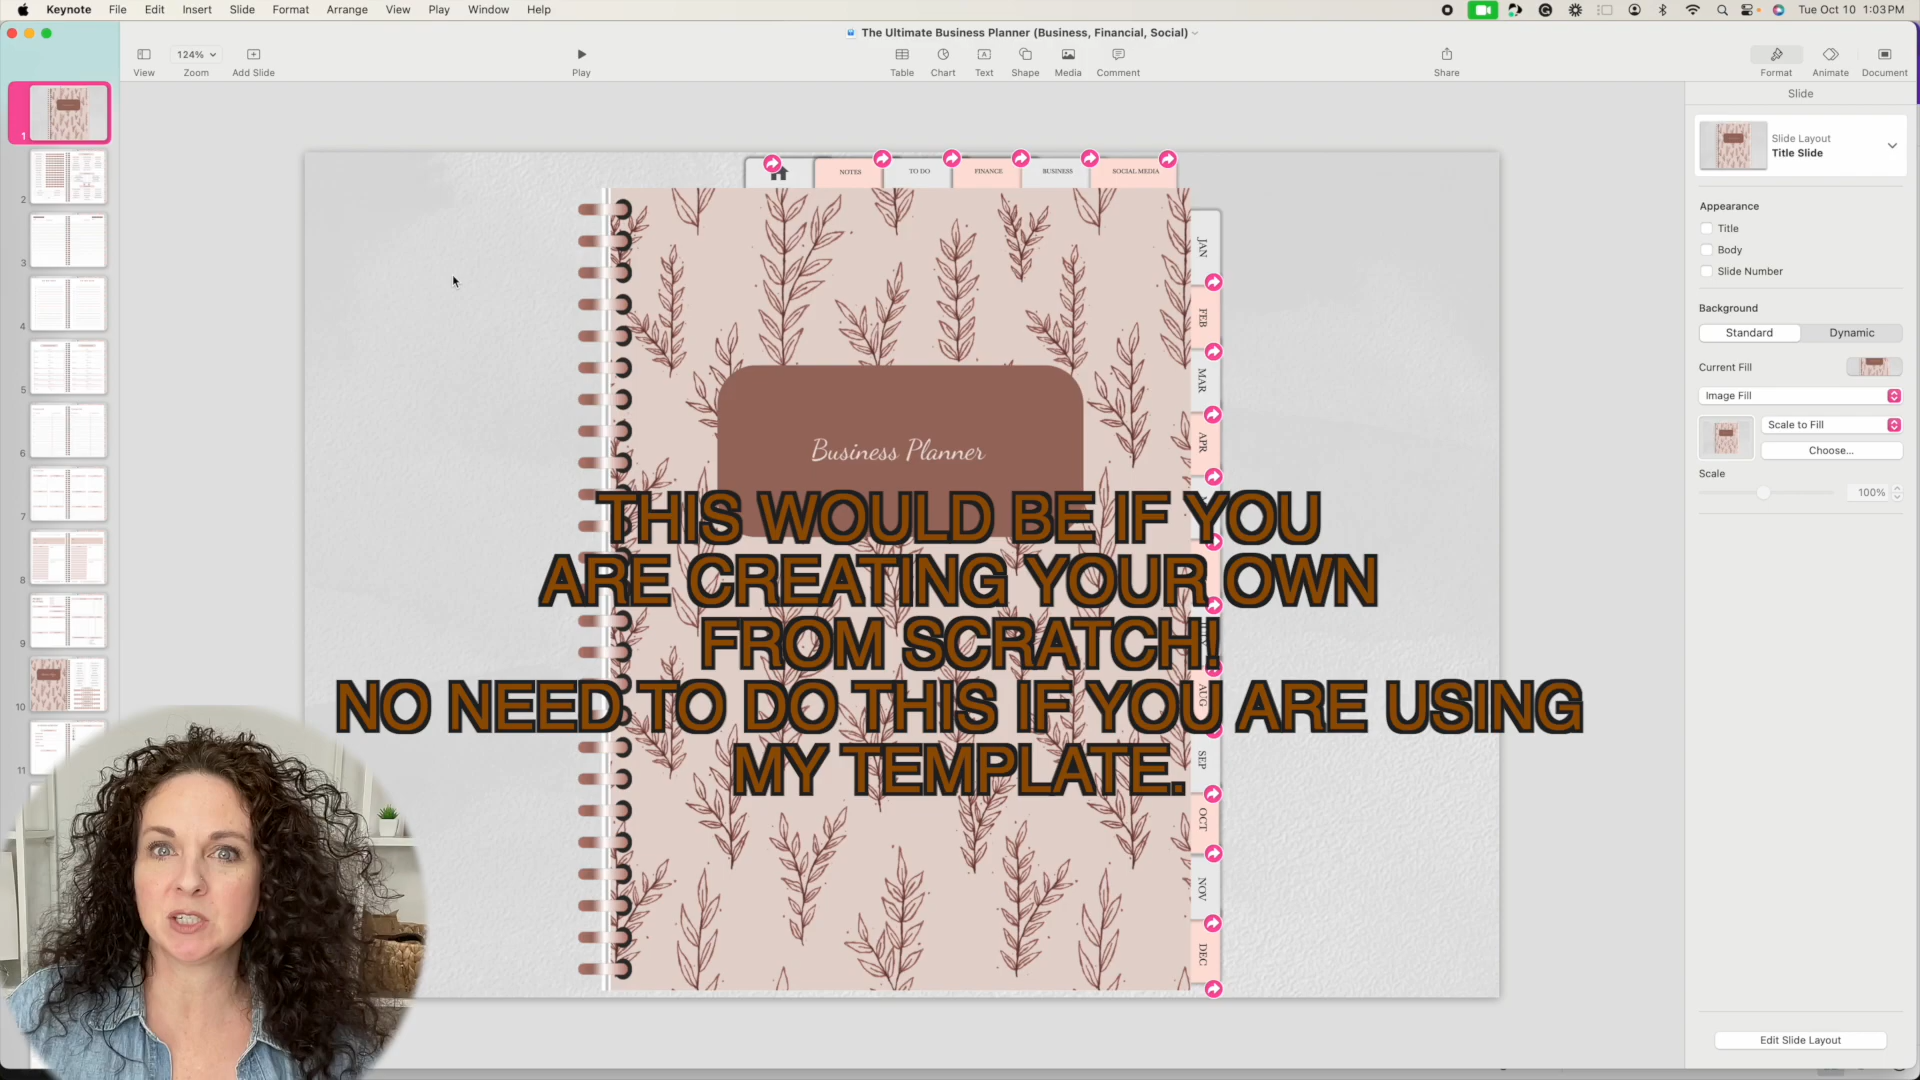 Keynote File Edit Insert Slide Format Arrange View Play Window Help
Tue Oct 10 1:03 PM
The Ultimate Business Planner (Business, Financial, Social)
124%
View Zoom Add Slide Play Table Chart Text Shape Media Comment Share Format Animate Document
Slide
Slide Layout
Title Slide
Appearance
Title
Body
Slide Number
Background
Standard Dynamic
Current Fill
Image Fill
Scale to Fill
Choose...
Scale
100%
Edit Slide Layout
1
2
3
4
5
6
7
8
9
10
11
NOTES TO DO FINANCE BUSINESS SOCIAL MEDIA
JAN
FEB
MAR
APR
AUG
SEP
OCT
NOV
DEC
Business Planner
THIS WOULD BE IF YOU
ARE CREATING YOUR OWN
FROM SCRATCH!
NO NEED TO DO THIS IF YOU ARE USING
MY TEMPLATE.